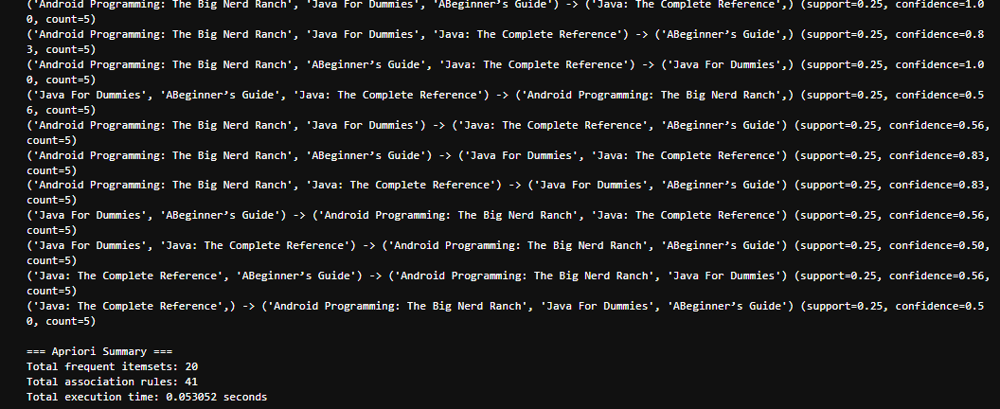 ('Android Programming: The Big Nerd Ranch', 'Java For Dummies', 'ABeginner’s Guide') -> ('Java: The Complete Reference',) (support=0.25, confidence=1.0
0, count=5)
('Android Programming: The Big Nerd Ranch', 'Java For Dummies', 'Java: The Complete Reference') -> ('ABeginner’s Guide',) (support=0.25, confidence=0.8
3, count=5)
('Android Programming: The Big Nerd Ranch', 'ABeginner’s Guide', 'Java: The Complete Reference') -> ('Java For Dummies',) (support=0.25, confidence=1.0
0, count=5)
('Java For Dummies', 'ABeginner’s Guide', 'Java: The Complete Reference') -> ('Android Programming: The Big Nerd Ranch',) (support=0.25, confidence=0.5
6, count=5)
('Android Programming: The Big Nerd Ranch', 'Java For Dummies') -> ('Java: The Complete Reference', 'ABeginner’s Guide') (support=0.25, confidence=0.56,
count=5)
('Android Programming: The Big Nerd Ranch', 'ABeginner’s Guide') -> ('Java For Dummies', 'Java: The Complete Reference') (support=0.25, confidence=0.83,
count=5)
('Android Programming: The Big Nerd Ranch', 'Java: The Complete Reference') -> ('Java For Dummies', 'ABeginner’s Guide') (support=0.25, confidence=0.83,
count=5)
('Java For Dummies', 'ABeginner’s Guide') -> ('Android Programming: The Big Nerd Ranch', 'Java: The Complete Reference') (support=0.25, confidence=0.56,
count=5)
('Java For Dummies', 'Java: The Complete Reference') -> ('Android Programming: The Big Nerd Ranch', 'ABeginner’s Guide') (support=0.25, confidence=0.50,
count=5)
('Java: The Complete Reference', 'ABeginner’s Guide') -> ('Android Programming: The Big Nerd Ranch', 'Java For Dummies') (support=0.25, confidence=0.56,
count=5)
('Java: The Complete Reference',) -> ('Android Programming: The Big Nerd Ranch', 'Java For Dummies', 'ABeginner’s Guide') (support=0.25, confidence=0.5
0, count=5)
=== Apriori Summary ===
Total frequent itemsets: 20
Total association rules: 41
Total execution time: 0.053052 seconds